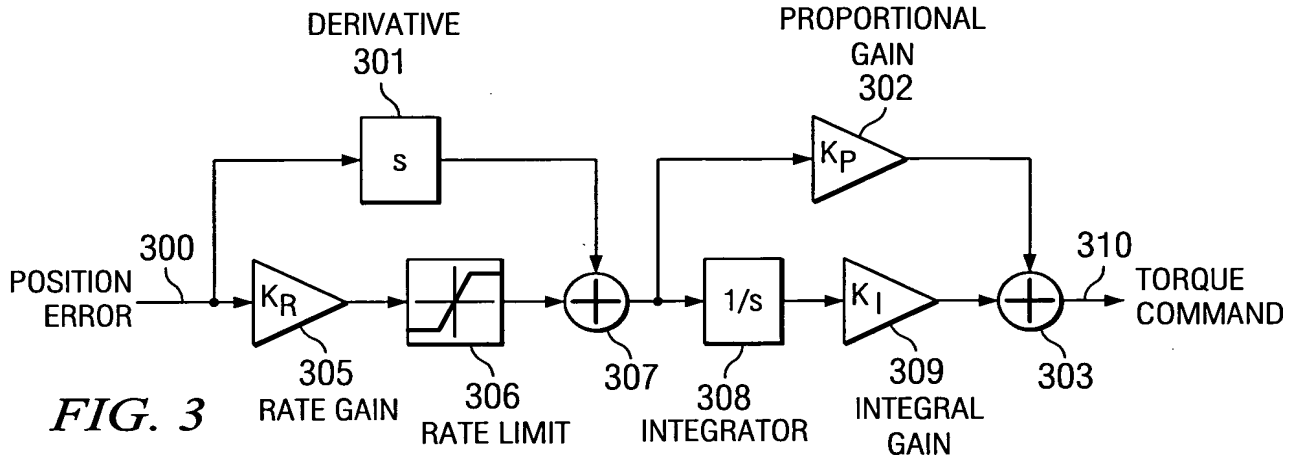 DERIVATIVE
301
s
PROPORTIONAL
GAIN
302
KP
300
POSITION
ERROR
KR
305
RATE GAIN
306
RATE LIMIT
307
1/s
308
INTEGRATOR
KI
309
INTEGRAL
GAIN
303
310
TORQUE
COMMAND
FIG. 3